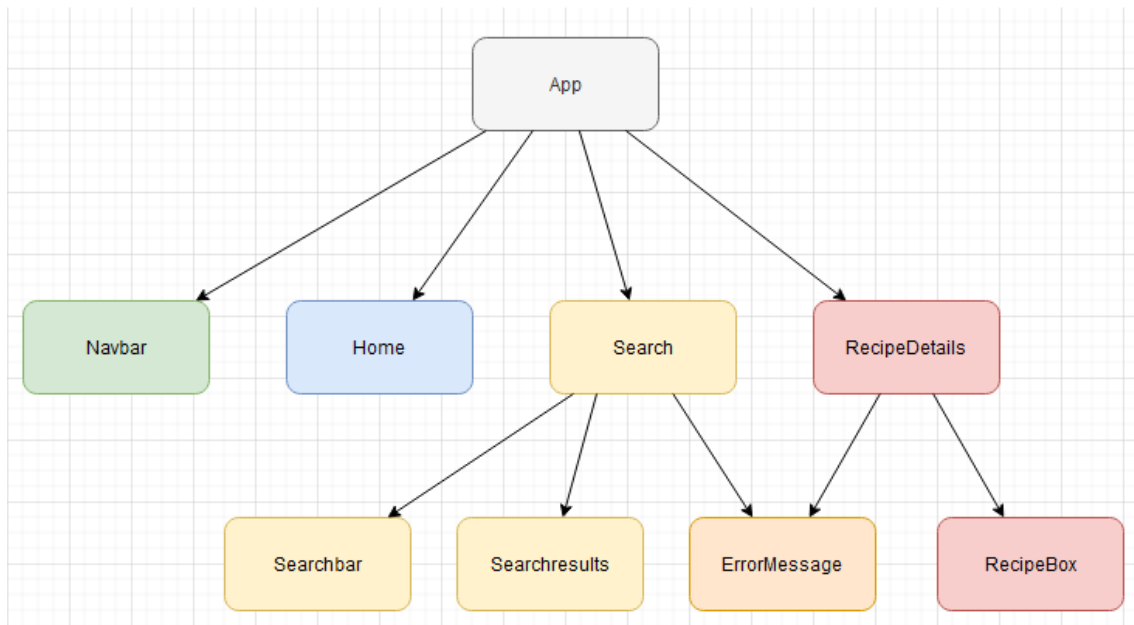 App
Navbar
Home
Search
RecipeDetails
Searchbar
Searchresults
ErrorMessage
RecipeBox